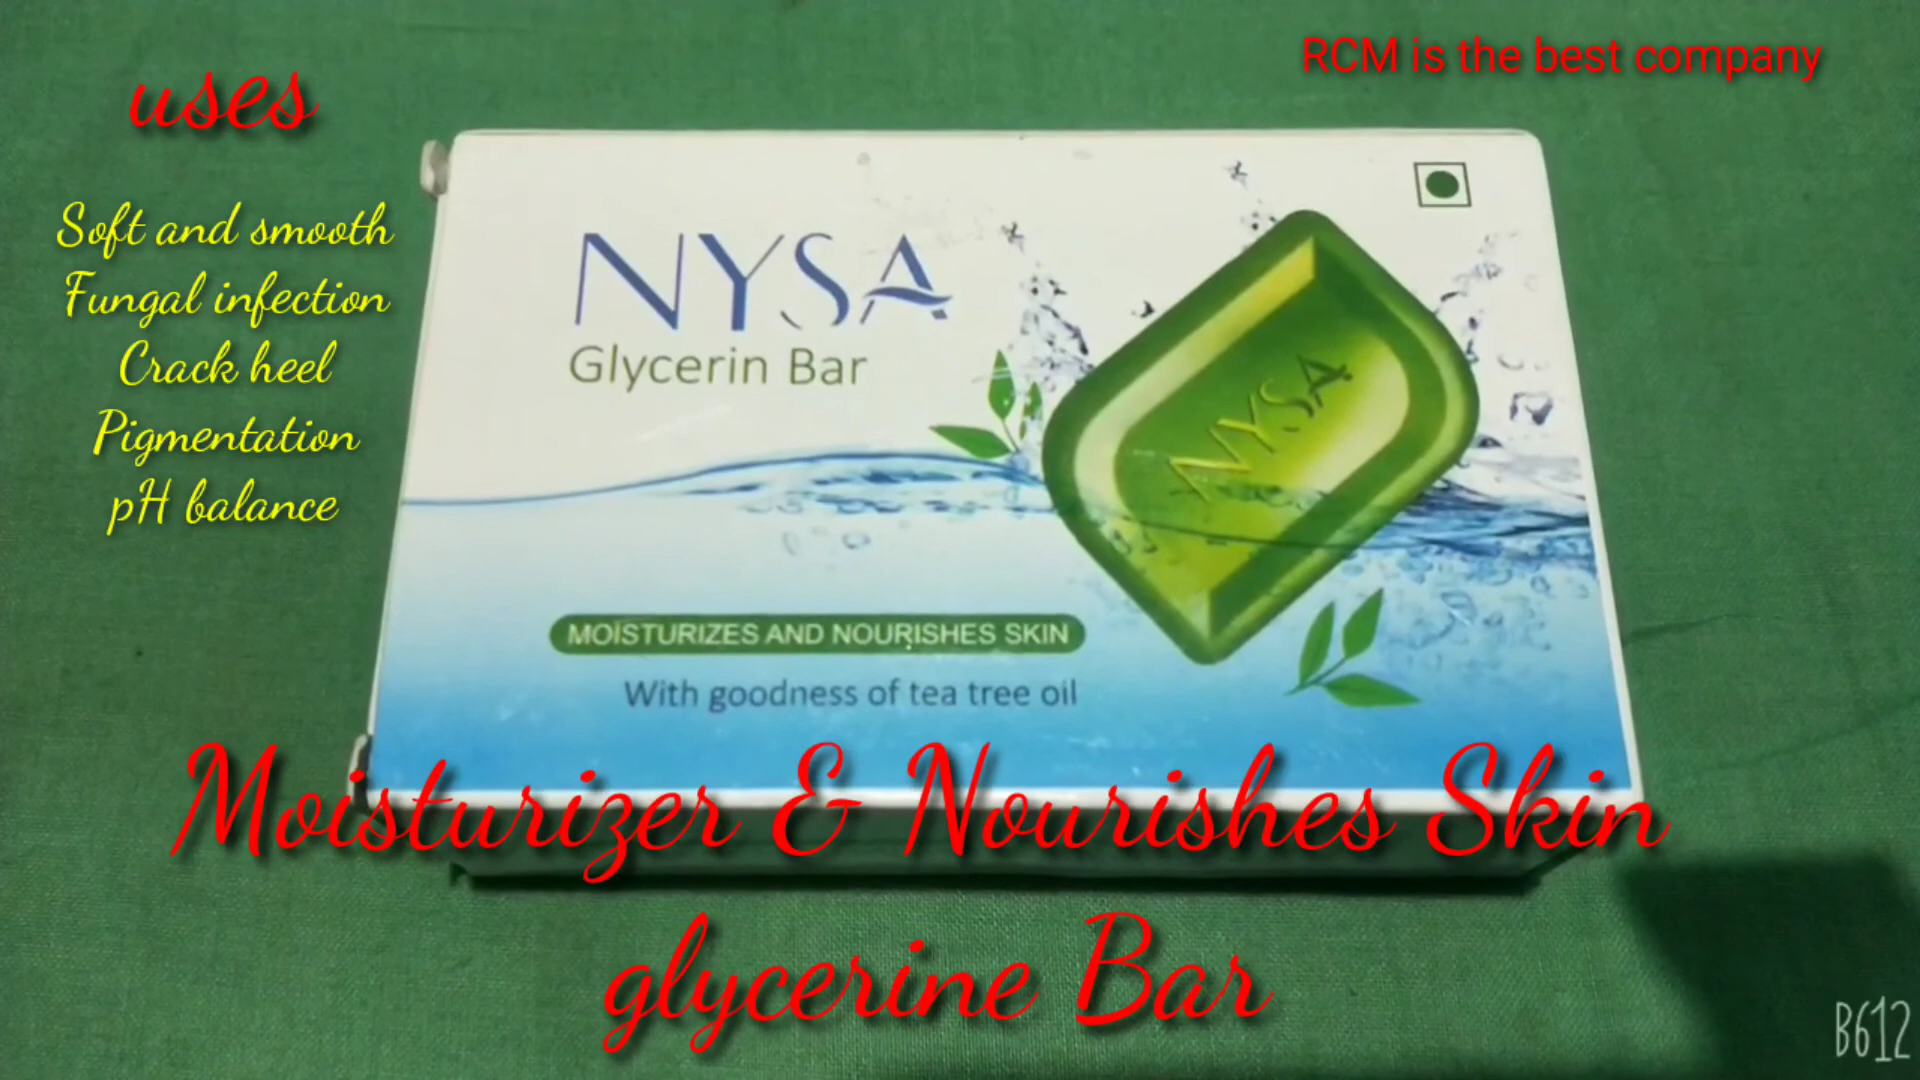 RCM is the best company
uses
Soft and smooth
Fungal infection
Crack heel
Pigmentation
pH balance
NYSA
Glycerin Bar
NYSA
MOISTURIZES AND NOURISHES SKIN
With goodness of tea tree oil
Moisturizer & Nourishes Skin
glycerine Bar
B612